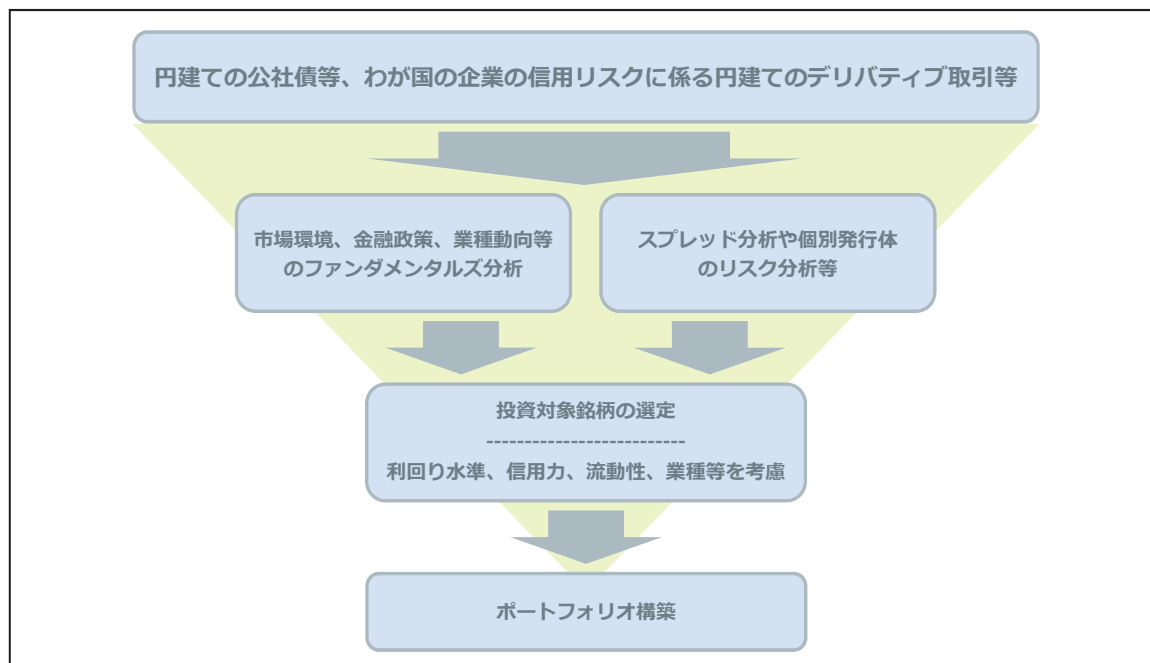 円建ての公社債等、わが国の企業の信用リスクに係る円建てのデリバティブ取引等
市場環境、金融政策、業種動向等
のファンダメンタルズ分析
スプレッド分析や個別発行体
のリスク分析等
投資対象銘柄の選定
--------------------------
利回り水準、信用力、流動性、業種等を考慮
ポートフォリオ構築